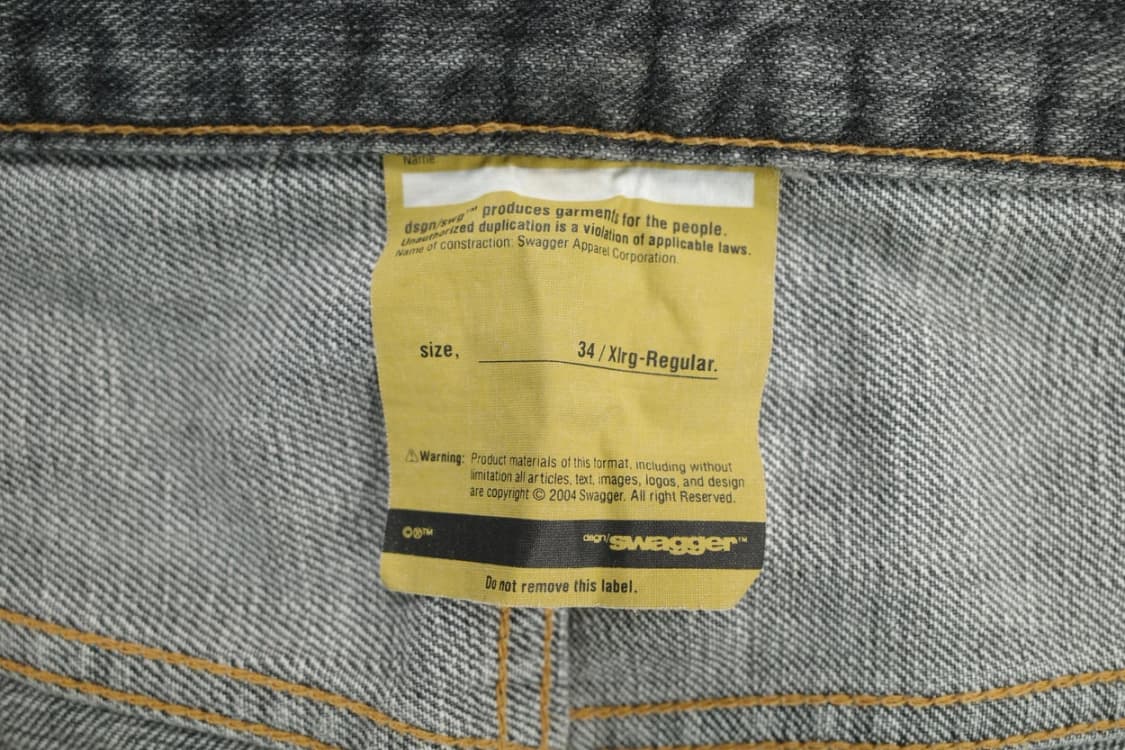 Name
dsgn/swg™ produces garments for the people.
Unauthorized duplication is a violation of applicable laws.
Name of constraction: Swagger Apparel Corporation.
size, 34 / Xlrg-Regular.
⚠Warning: Product materials of this format, including without
limitation all articles, text, images, logos, and design
are copyright © 2004 Swagger. All right Reserved.
©®™ dsgn/swagger™
Do not remove this label.